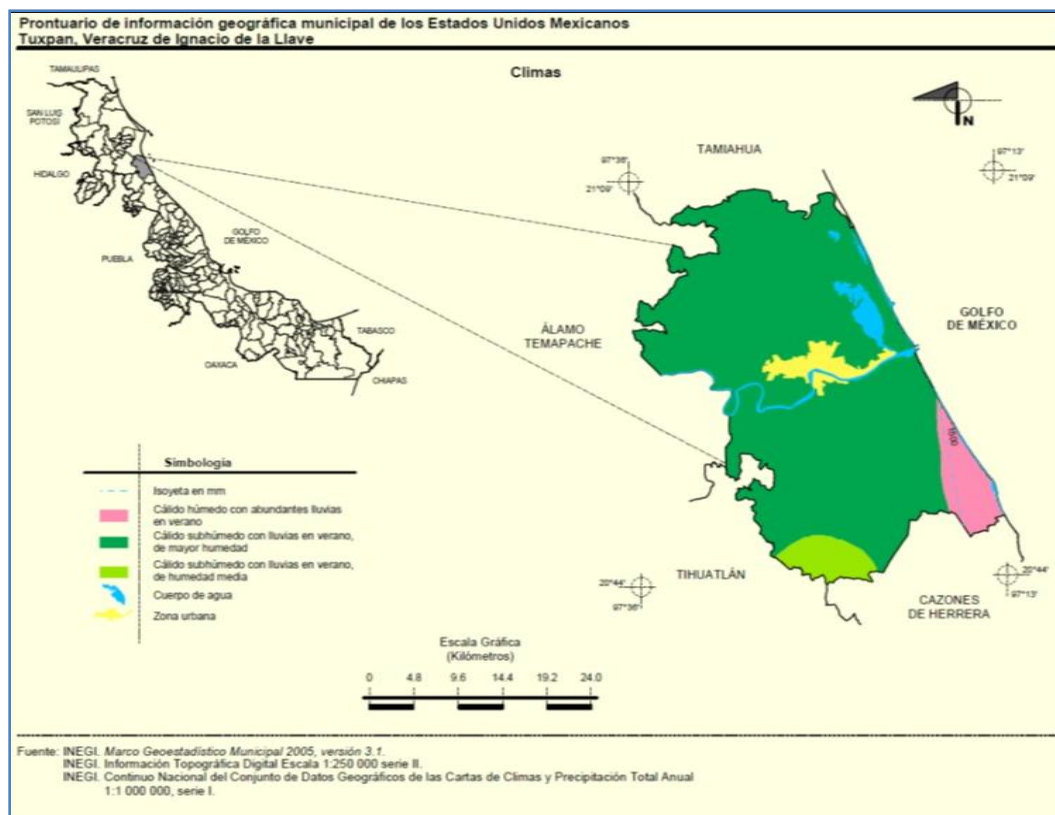 Prontuario de información geográfica municipal de los Estados Unidos Mexicanos
Tuxpan, Veracruz de Ignacio de la Llave
Climas
TAMAULIPAS
SAN LUIS
POTOSÍ
HIDALGO
GOLFO
DE MÉXICO
PUEBLA
TABASCO
OAXACA
CHIAPAS
N
TAMIAHUA
97°36'
21°09'
97°13'
21°09'
ÁLAMO
TEMAPACHE
GOLFO
DE MÉXICO
1500
TIHUATLÁN
20°44'
97°36'
20°44'
97°13'
CAZONES
DE HERRERA
Simbología
Isoyeta en mm
Cálido húmedo con abundantes lluvias
en verano
Cálido subhúmedo con lluvias en verano,
de mayor humedad
Cálido subhúmedo con lluvias en verano,
de humedad media
Cuerpo de agua
Zona urbana
Escala Gráfica
(Kilómetros)
0 4.8 9.6 14.4 19.2 24.0
Fuente: INEGI. Marco Geoestadístico Municipal 2005, versión 3.1.
INEGI. Información Topográfica Digital Escala 1:250 000 serie II.
INEGI. Continuo Nacional del Conjunto de Datos Geográficos de las Cartas de Climas y Precipitación Total Anual
1:1 000 000, serie I.